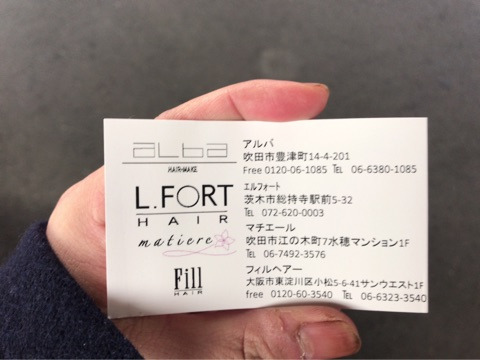 alba
HAIR•MAKE
アルバ
吹田市豊津町14-4-201
Free 0120-06-1085 TEL 06-6380-1085
L.FORT
HAIR
エルフォート
茨木市総持寺駅前5-32
TEL 072-620-0003
matiere
マチエール
吹田市江の木町7水穂マンション1F
TEL 06-7492-3576
Fill
HAIR
フィルヘアー
大阪市東淀川区小松5-6-41サンウエスト1F
free 0120-60-3540 TEL 06-6323-3540